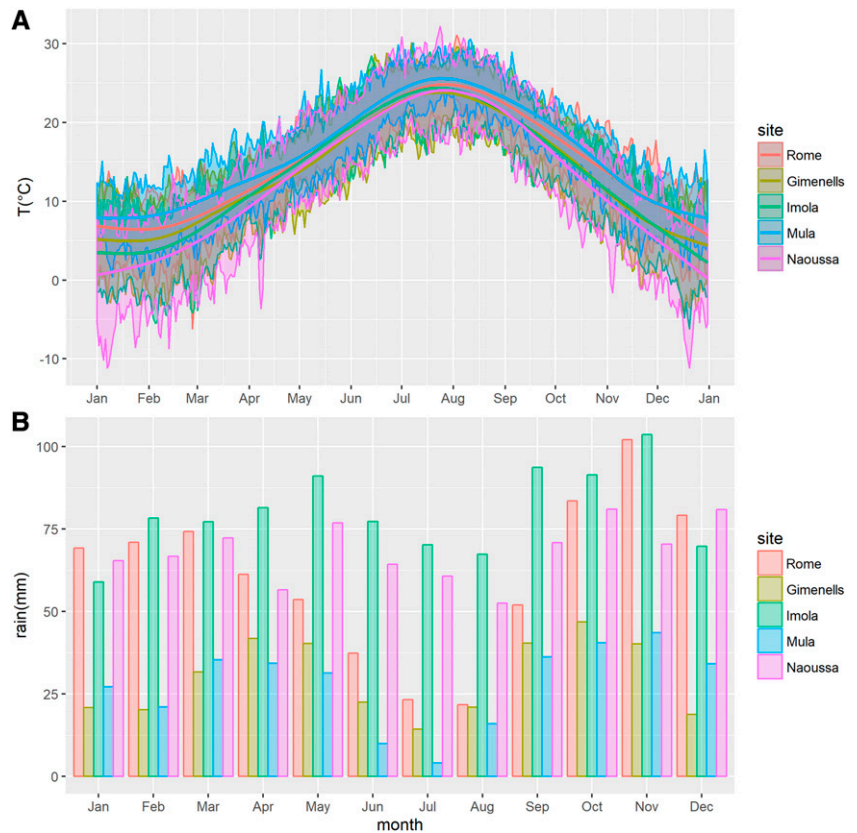 A
T(°C)
30
20
10
0
-10
Jan Feb Mar Apr May Jun Jul Aug Sep Oct Nov Dec Jan
site
Rome
Gimenells
Imola
Mula
Naoussa
B
rain(mm)
100
75
50
25
0
Jan Feb Mar Apr May Jun Jul Aug Sep Oct Nov Dec
month
site
Rome
Gimenells
Imola
Mula
Naoussa